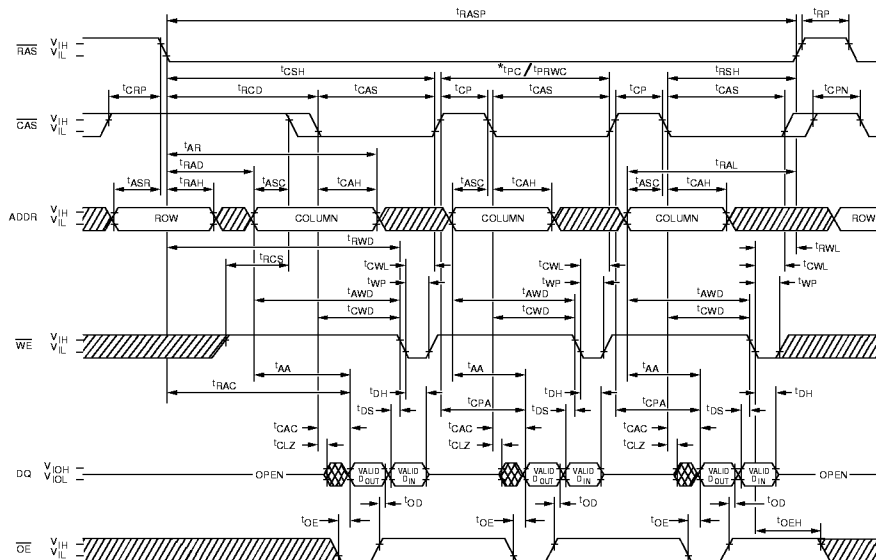 tRASP tRP
RAS VIH
VIL
tCSH *tPC / tPRWC tRSH
tCRP tRCD tCAS tCP tCAS tCP tCAS tCPN
CAS VIH
VIL
tAR
tRAD tRAL
tASR tRAH tASC tCAH tASC tCAH tASC tCAH
ADDR VIH
VIL
ROW COLUMN COLUMN COLUMN ROW
tRWD tRWL
tRCS tCWL tCWL tCWL
tWP tWP tWP
tAWD tAWD tAWD
tCWD tCWD tCWD
WE VIH
VIL
tAA tAA tAA
tRAC tDH tDH tDH
tCPA tCPA
tDS tDS tDS
tCAC tCAC tCAC
tCLZ tCLZ tCLZ
DQ VIOH
VIOL
OPEN VALID DOUT VALID DIN VALID DOUT VALID DIN VALID DOUT VALID DIN OPEN
tOD tOD tOD
tOE tOE tOE tOEH
OE VIH
VIL